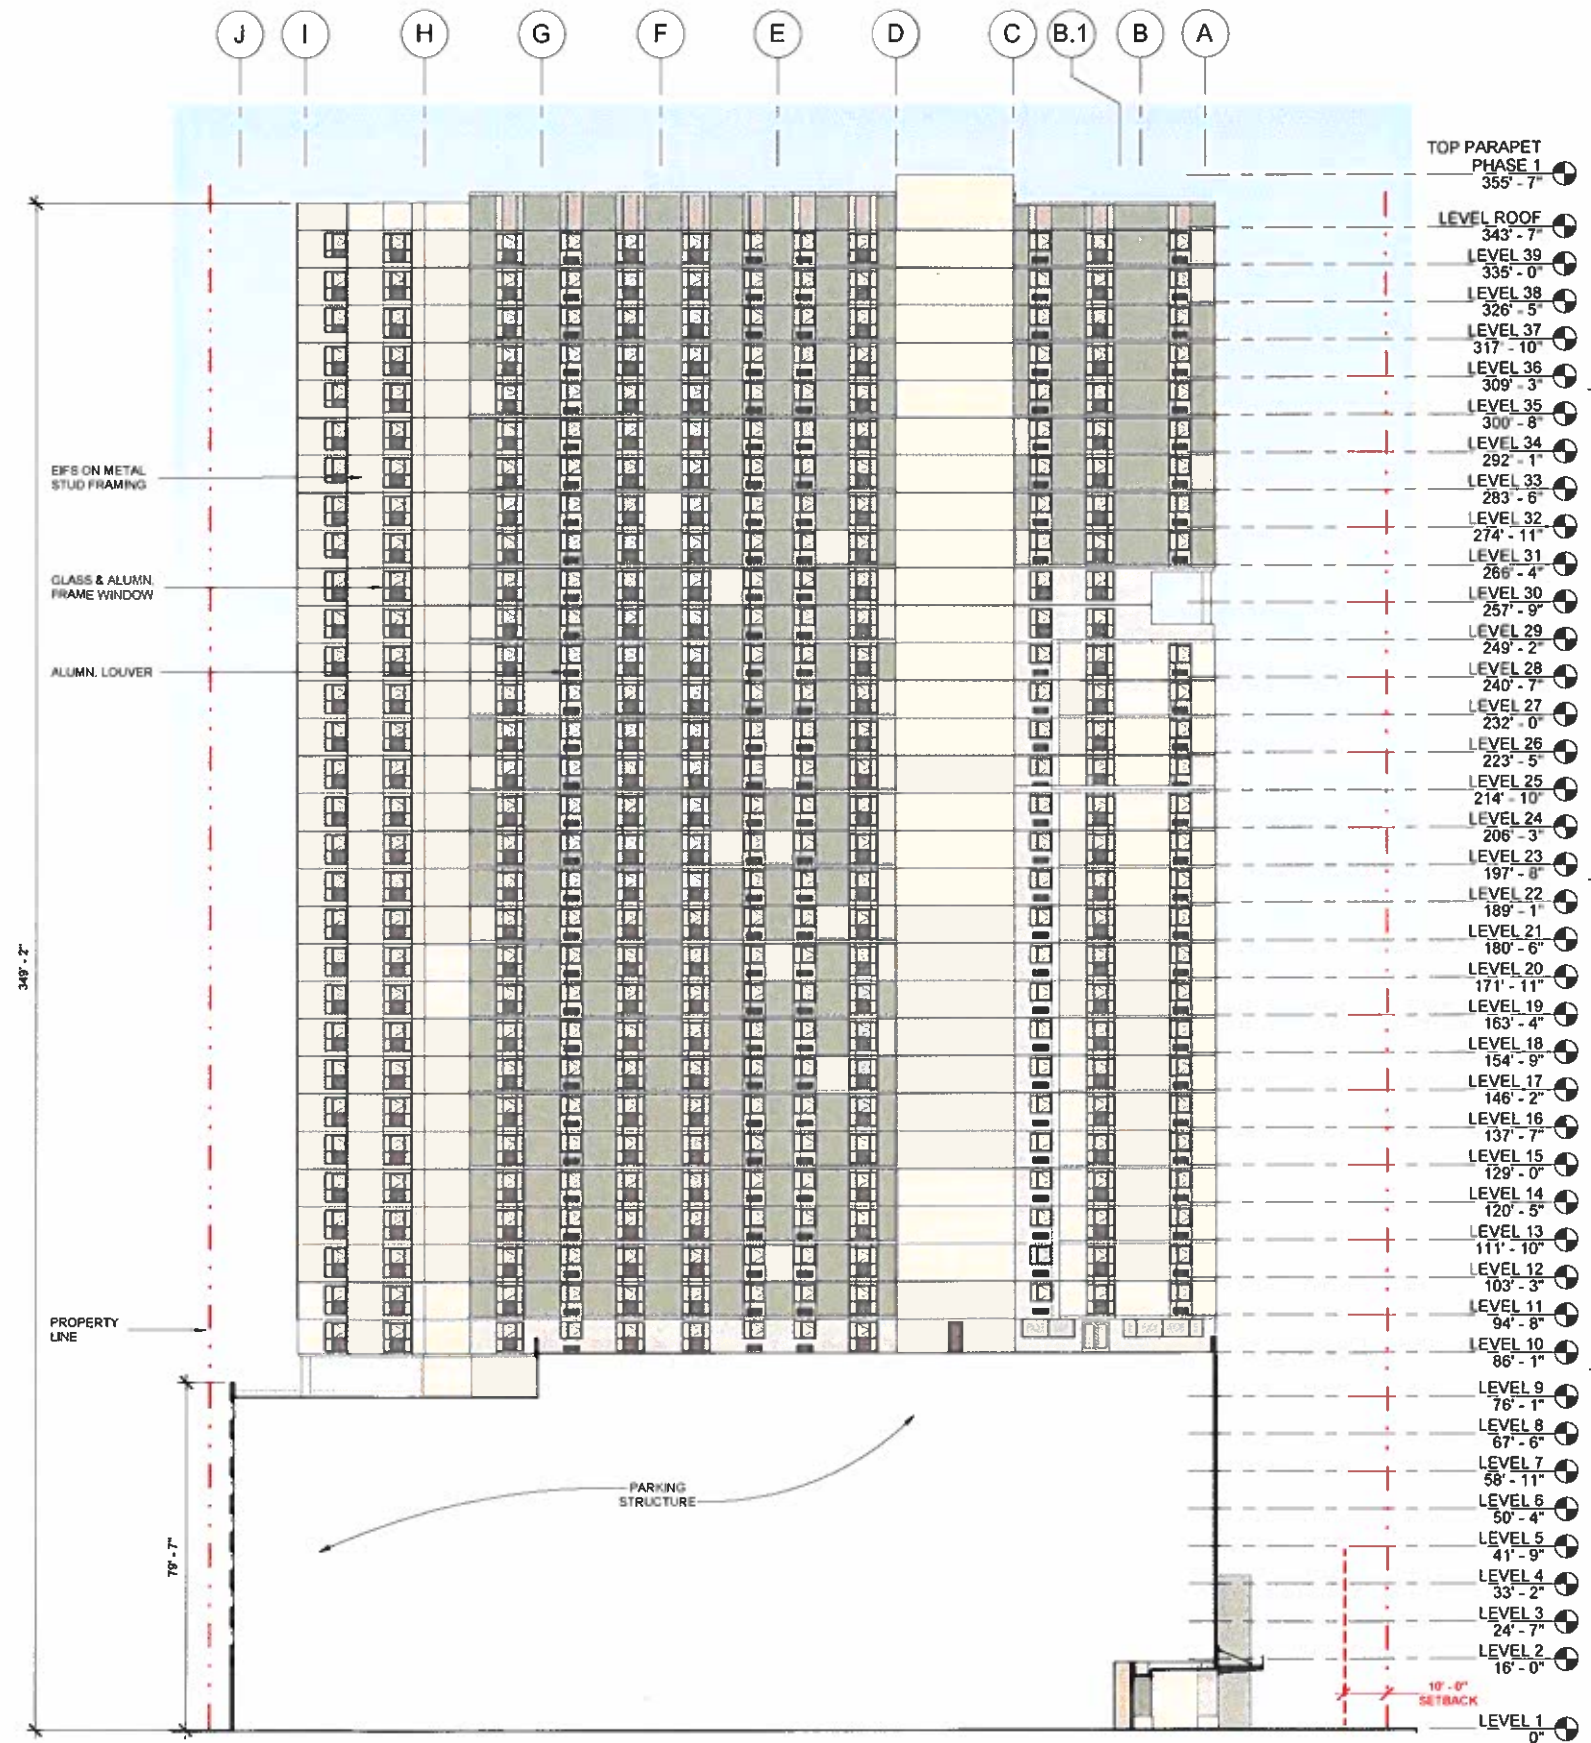 J I H G F E D C B.1 B A
TOP PARAPET
PHASE 1
355' - 7"
LEVEL ROOF
343' - 7"
LEVEL 39
335' - 0"
LEVEL 38
326' - 5"
LEVEL 37
317' - 10"
LEVEL 36
309' - 3"
LEVEL 35
300' - 8"
LEVEL 34
292' - 1"
LEVEL 33
283' - 6"
LEVEL 32
274' - 11"
LEVEL 31
266' - 4"
LEVEL 30
257' - 9"
LEVEL 29
249' - 2"
LEVEL 28
240' - 7"
LEVEL 27
232' - 0"
LEVEL 26
223' - 5"
LEVEL 25
214' - 10"
LEVEL 24
206' - 3"
LEVEL 23
197' - 8"
LEVEL 22
189' - 1"
LEVEL 21
180' - 6"
LEVEL 20
171' - 11"
LEVEL 19
163' - 4"
LEVEL 18
154' - 9"
LEVEL 17
146' - 2"
LEVEL 16
137' - 7"
LEVEL 15
129' - 0"
LEVEL 14
120' - 5"
LEVEL 13
111' - 10"
LEVEL 12
103' - 3"
LEVEL 11
94' - 8"
LEVEL 10
86' - 1"
LEVEL 9
76' - 1"
LEVEL 8
67' - 6"
LEVEL 7
58' - 11"
LEVEL 6
50' - 4"
LEVEL 5
41' - 9"
LEVEL 4
33' - 2"
LEVEL 3
24' - 7"
LEVEL 2
16' - 0"
LEVEL 1
0"
EIFS ON METAL
STUD FRAMING
GLASS & ALUMN.
FRAME WINDOW
ALUMN. LOUVER
349' - 2"
PROPERTY
LINE
79' - 7"
PARKING
STRUCTURE
10' - 0"
SETBACK